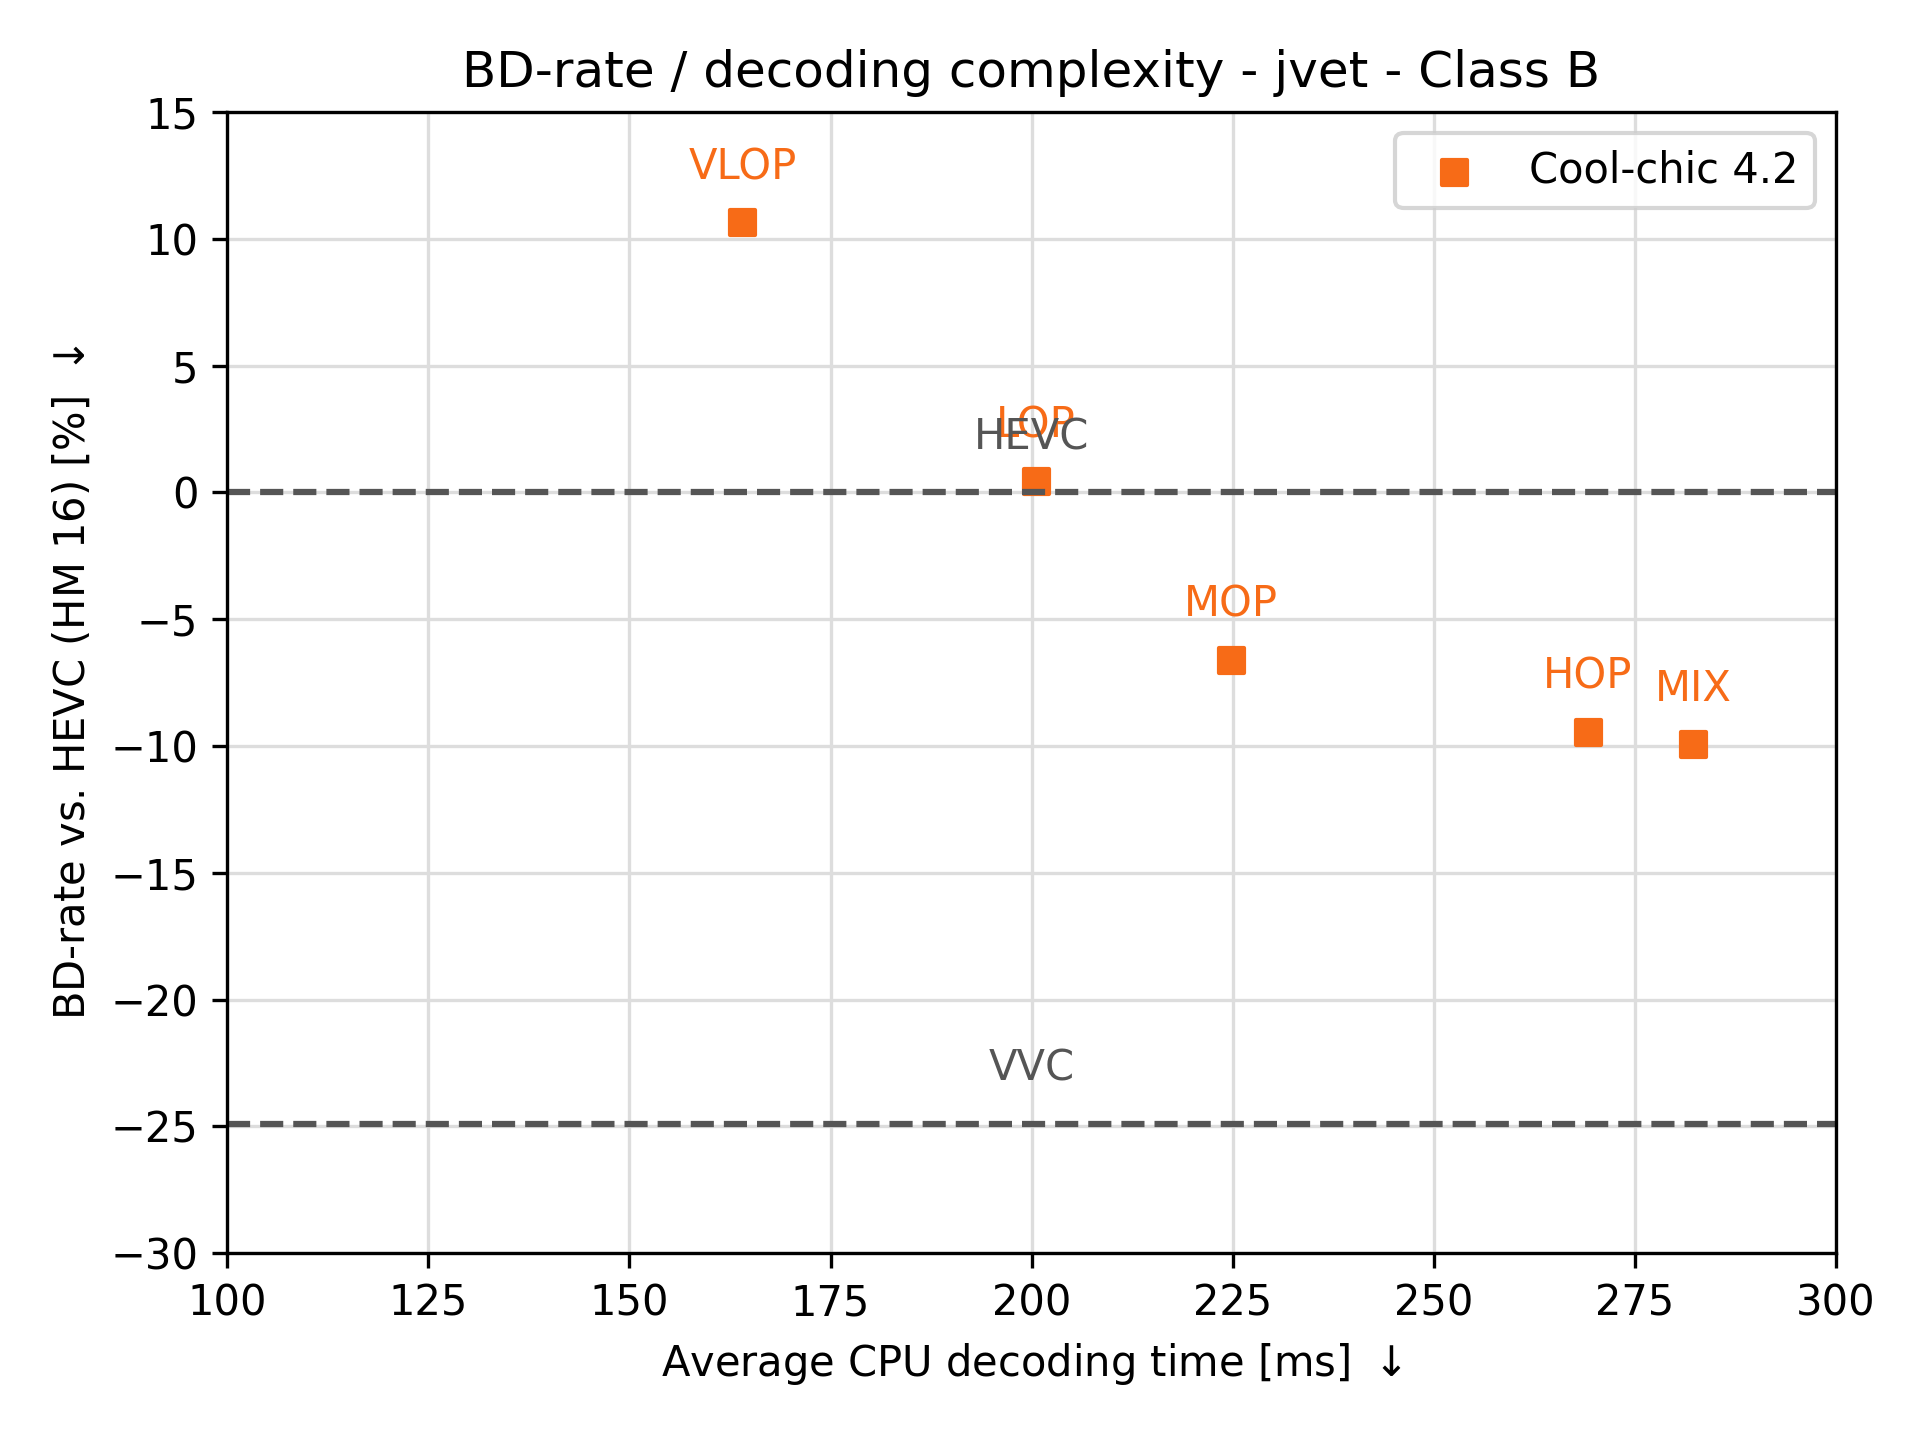 BD-rate / decoding complexity - jvet - Class B
Cool-chic 4.2
VLOP
LOP
HEVC
MOP
HOP
MIX
VVC
BD-rate vs. HEVC (HM 16) [%] ↓
15
10
5
0
−5
−10
−15
−20
−25
−30
100 125 150 175 200 225 250 275 300
Average CPU decoding time [ms] ↓